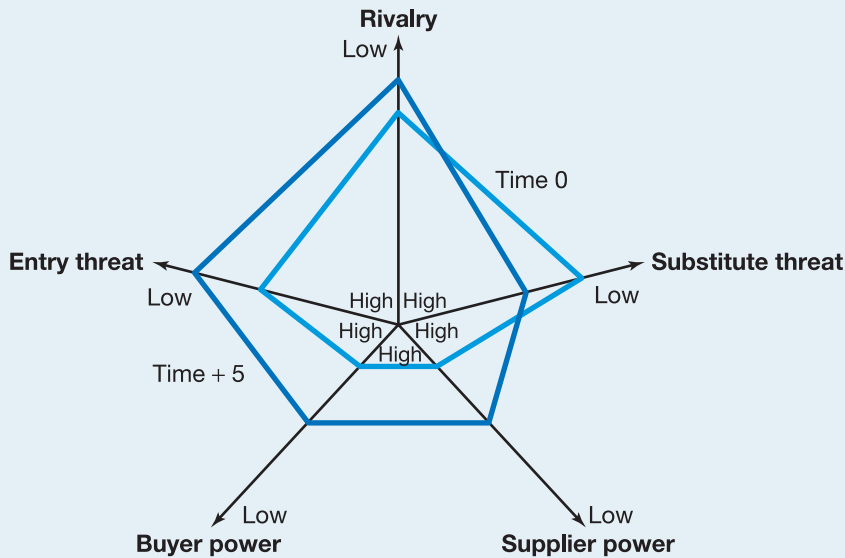 Rivalry
Low
Time 0
Entry threat
Substitute threat
Low
Low
High
High
High
High
High
Time + 5
Low
Low
Buyer power
Supplier power